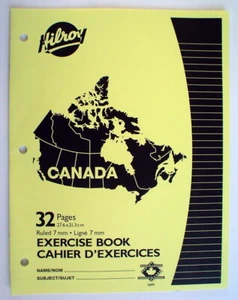 Hilroy
CANADA
32 Pages
27.6 x 21.3 cm
Ruled 7 mm • Ligné 7 mm
EXERCISE BOOK
CAHIER D'EXERCICES
NAME/NOM
SUBJECT/SUJET